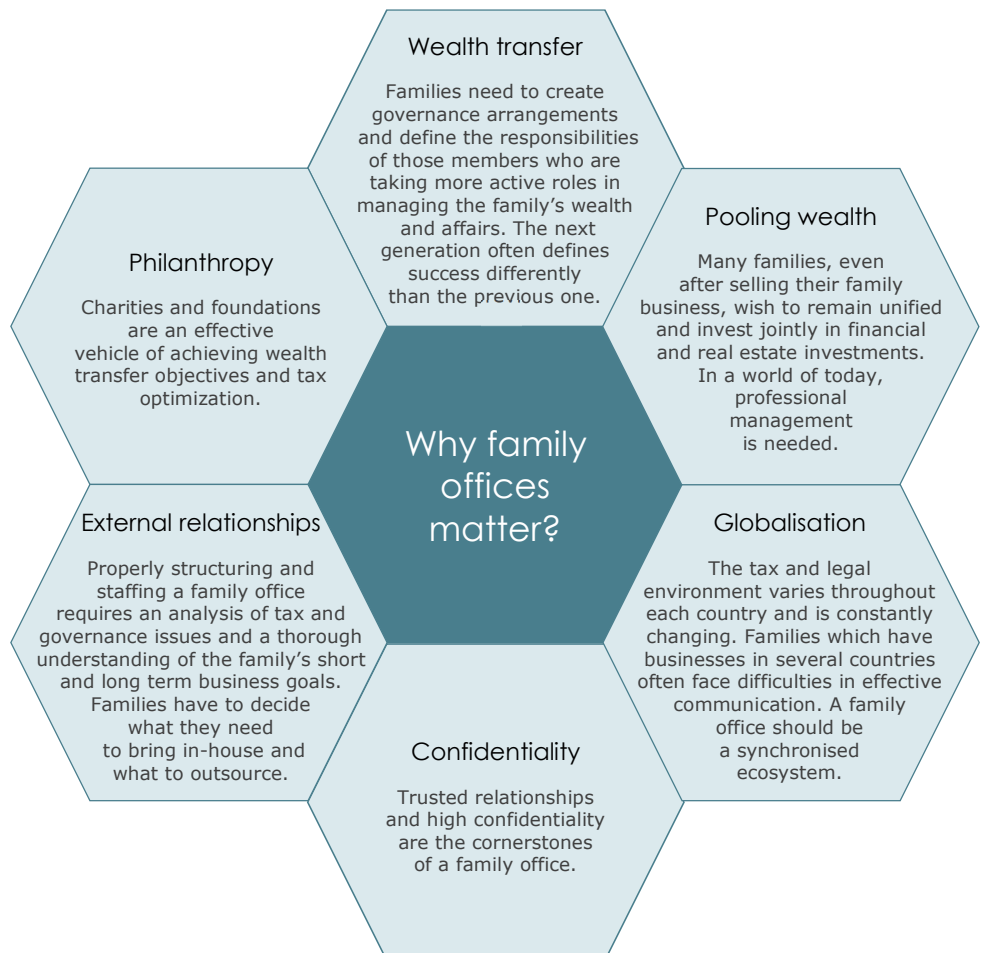 Wealth transfer
Families need to create
governance arrangements
and define the responsibilities
of those members who are
taking more active roles in
managing the family's wealth
and affairs. The next
generation often defines
success differently
than the previous one.
Pooling wealth
Many families, even
after selling their family
business, wish to remain unified
and invest jointly in financial
and real estate investments.
In a world of today,
professional
management
is needed.
Philanthropy
Charities and foundations
are an effective
vehicle of achieving wealth
transfer objectives and tax
optimization.
Why family
offices
matter?
External relationships
Properly structuring and
staffing a family office
requires an analysis of tax and
governance issues and a thorough
understanding of the family's short
and long term business goals.
Families have to decide
what they need
to bring in-house and
what to outsource.
Globalisation
The tax and legal
environment varies throughout
each country and is constantly
changing. Families which have
businesses in several countries
often face difficulties in effective
communication. A family
office should be
a synchronised
ecosystem.
Confidentiality
Trusted relationships
and high confidentiality
are the cornerstones
of a family office.